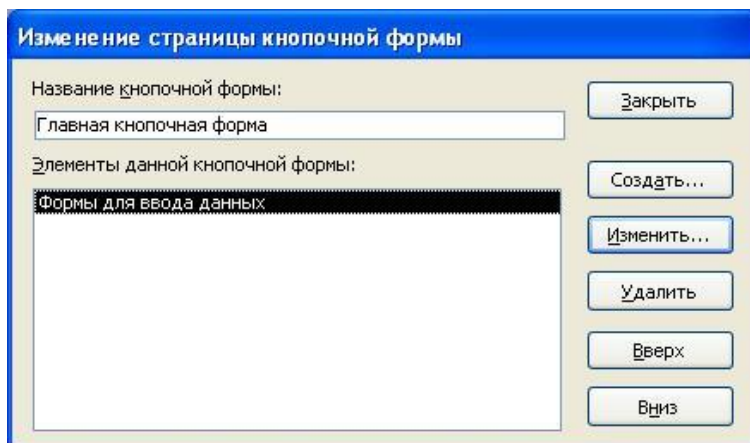 Изменение страницы кнопочной формы
Название кнопочной формы:
Закрыть
Главная кнопочная форма
Элементы данной кнопочной формы:
Создать...
Формы для ввода данных
Изменить...
Удалить
Вверх
Вниз